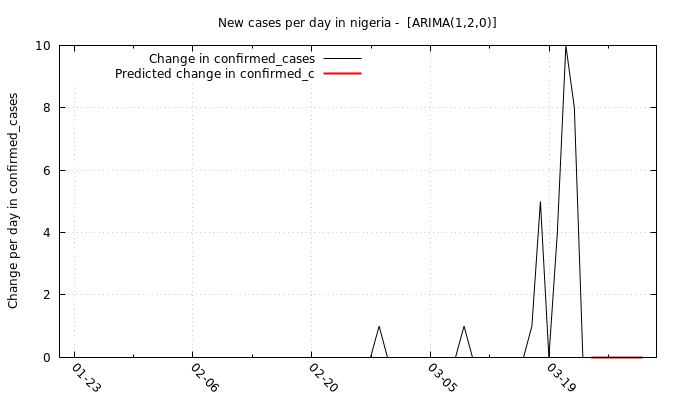 New cases per day in nigeria -  [ARIMA(1,2,0)]
Change in confirmed_cases
Predicted change in confirmed_c
Change per day in confirmed_cases
10
8
6
4
2
0
01-23
02-06
02-20
03-05
03-19